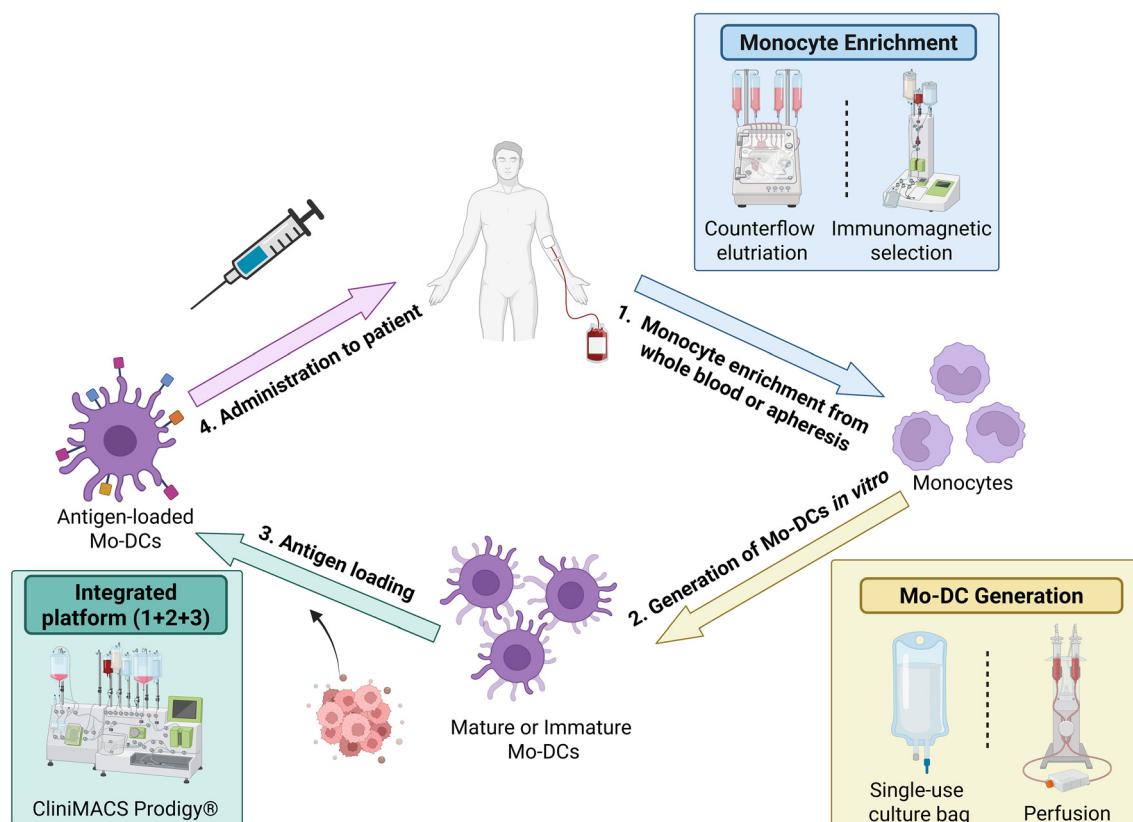 Monocyte Enrichment
Counterflow
elutriation
Immunomagnetic
selection
1. Monocyte enrichment from
whole blood or apheresis
Monocytes
2. Generation of Mo-DCs in vitro
Mo-DC Generation
Single-use
culture bag
Perfusion
Mature or Immature
Mo-DCs
3. Antigen loading
Antigen-loaded
Mo-DCs
Integrated
platform (1+2+3)
CliniMACS Prodigy®
4. Administration to patient